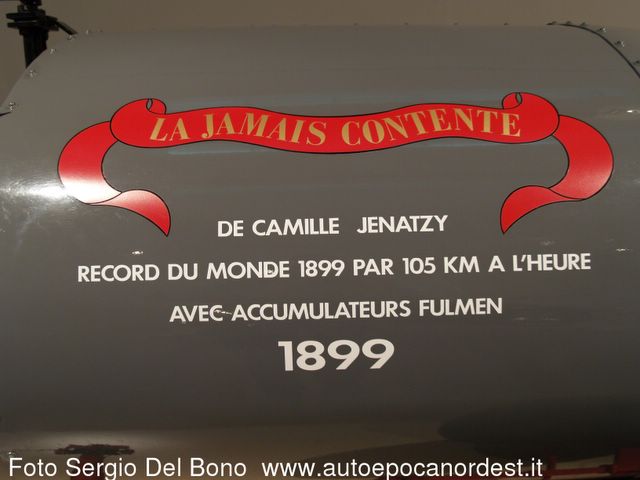 LA JAMAIS CONTENTE
DE CAMILLE JENATZY
RECORD DU MONDE 1899 PAR 105 KM A L'HEURE
AVEC ACCUMULATEURS FULMEN
1899
Foto Sergio Del Bono www.autoepocanordest.it